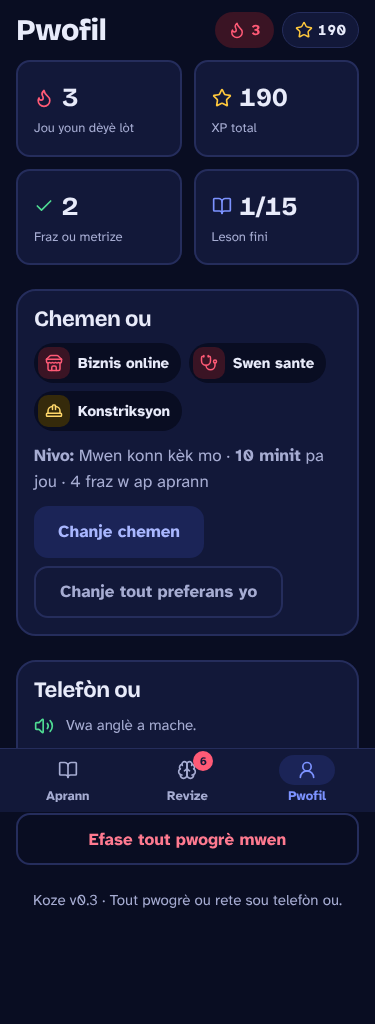 Pwofil
3
190
3
Jou youn dèyè lòt
190
XP total
2
Fraz ou metrize
1/15
Leson fini
Chemen ou
Biznis online
Swen sante
Konstriksyon
Nivo: Mwen konn kèk mo · 10 minit pa
jou · 4 fraz w ap aprann
Chanje chemen
Chanje tout preferans yo
Telefòn ou
Vwa anglè a mache.
6
Aprann
Revize
Pwofil
Efase tout pwogrè mwen
Koze v0.3 · Tout pwogrè ou rete sou telefòn ou.